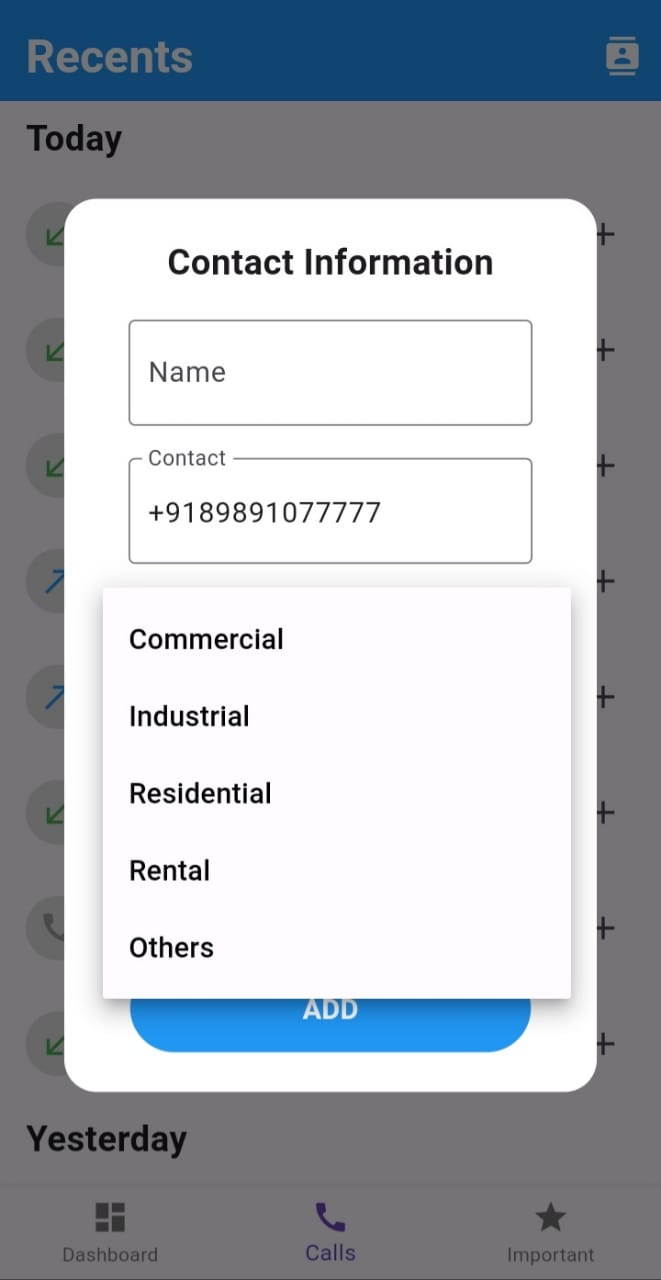 Recents
Today
Contact Information
Name
Contact
+9189891077777
Commercial
Industrial
Residential
Rental
Others
ADD
Yesterday
Dashboard
Calls
Important